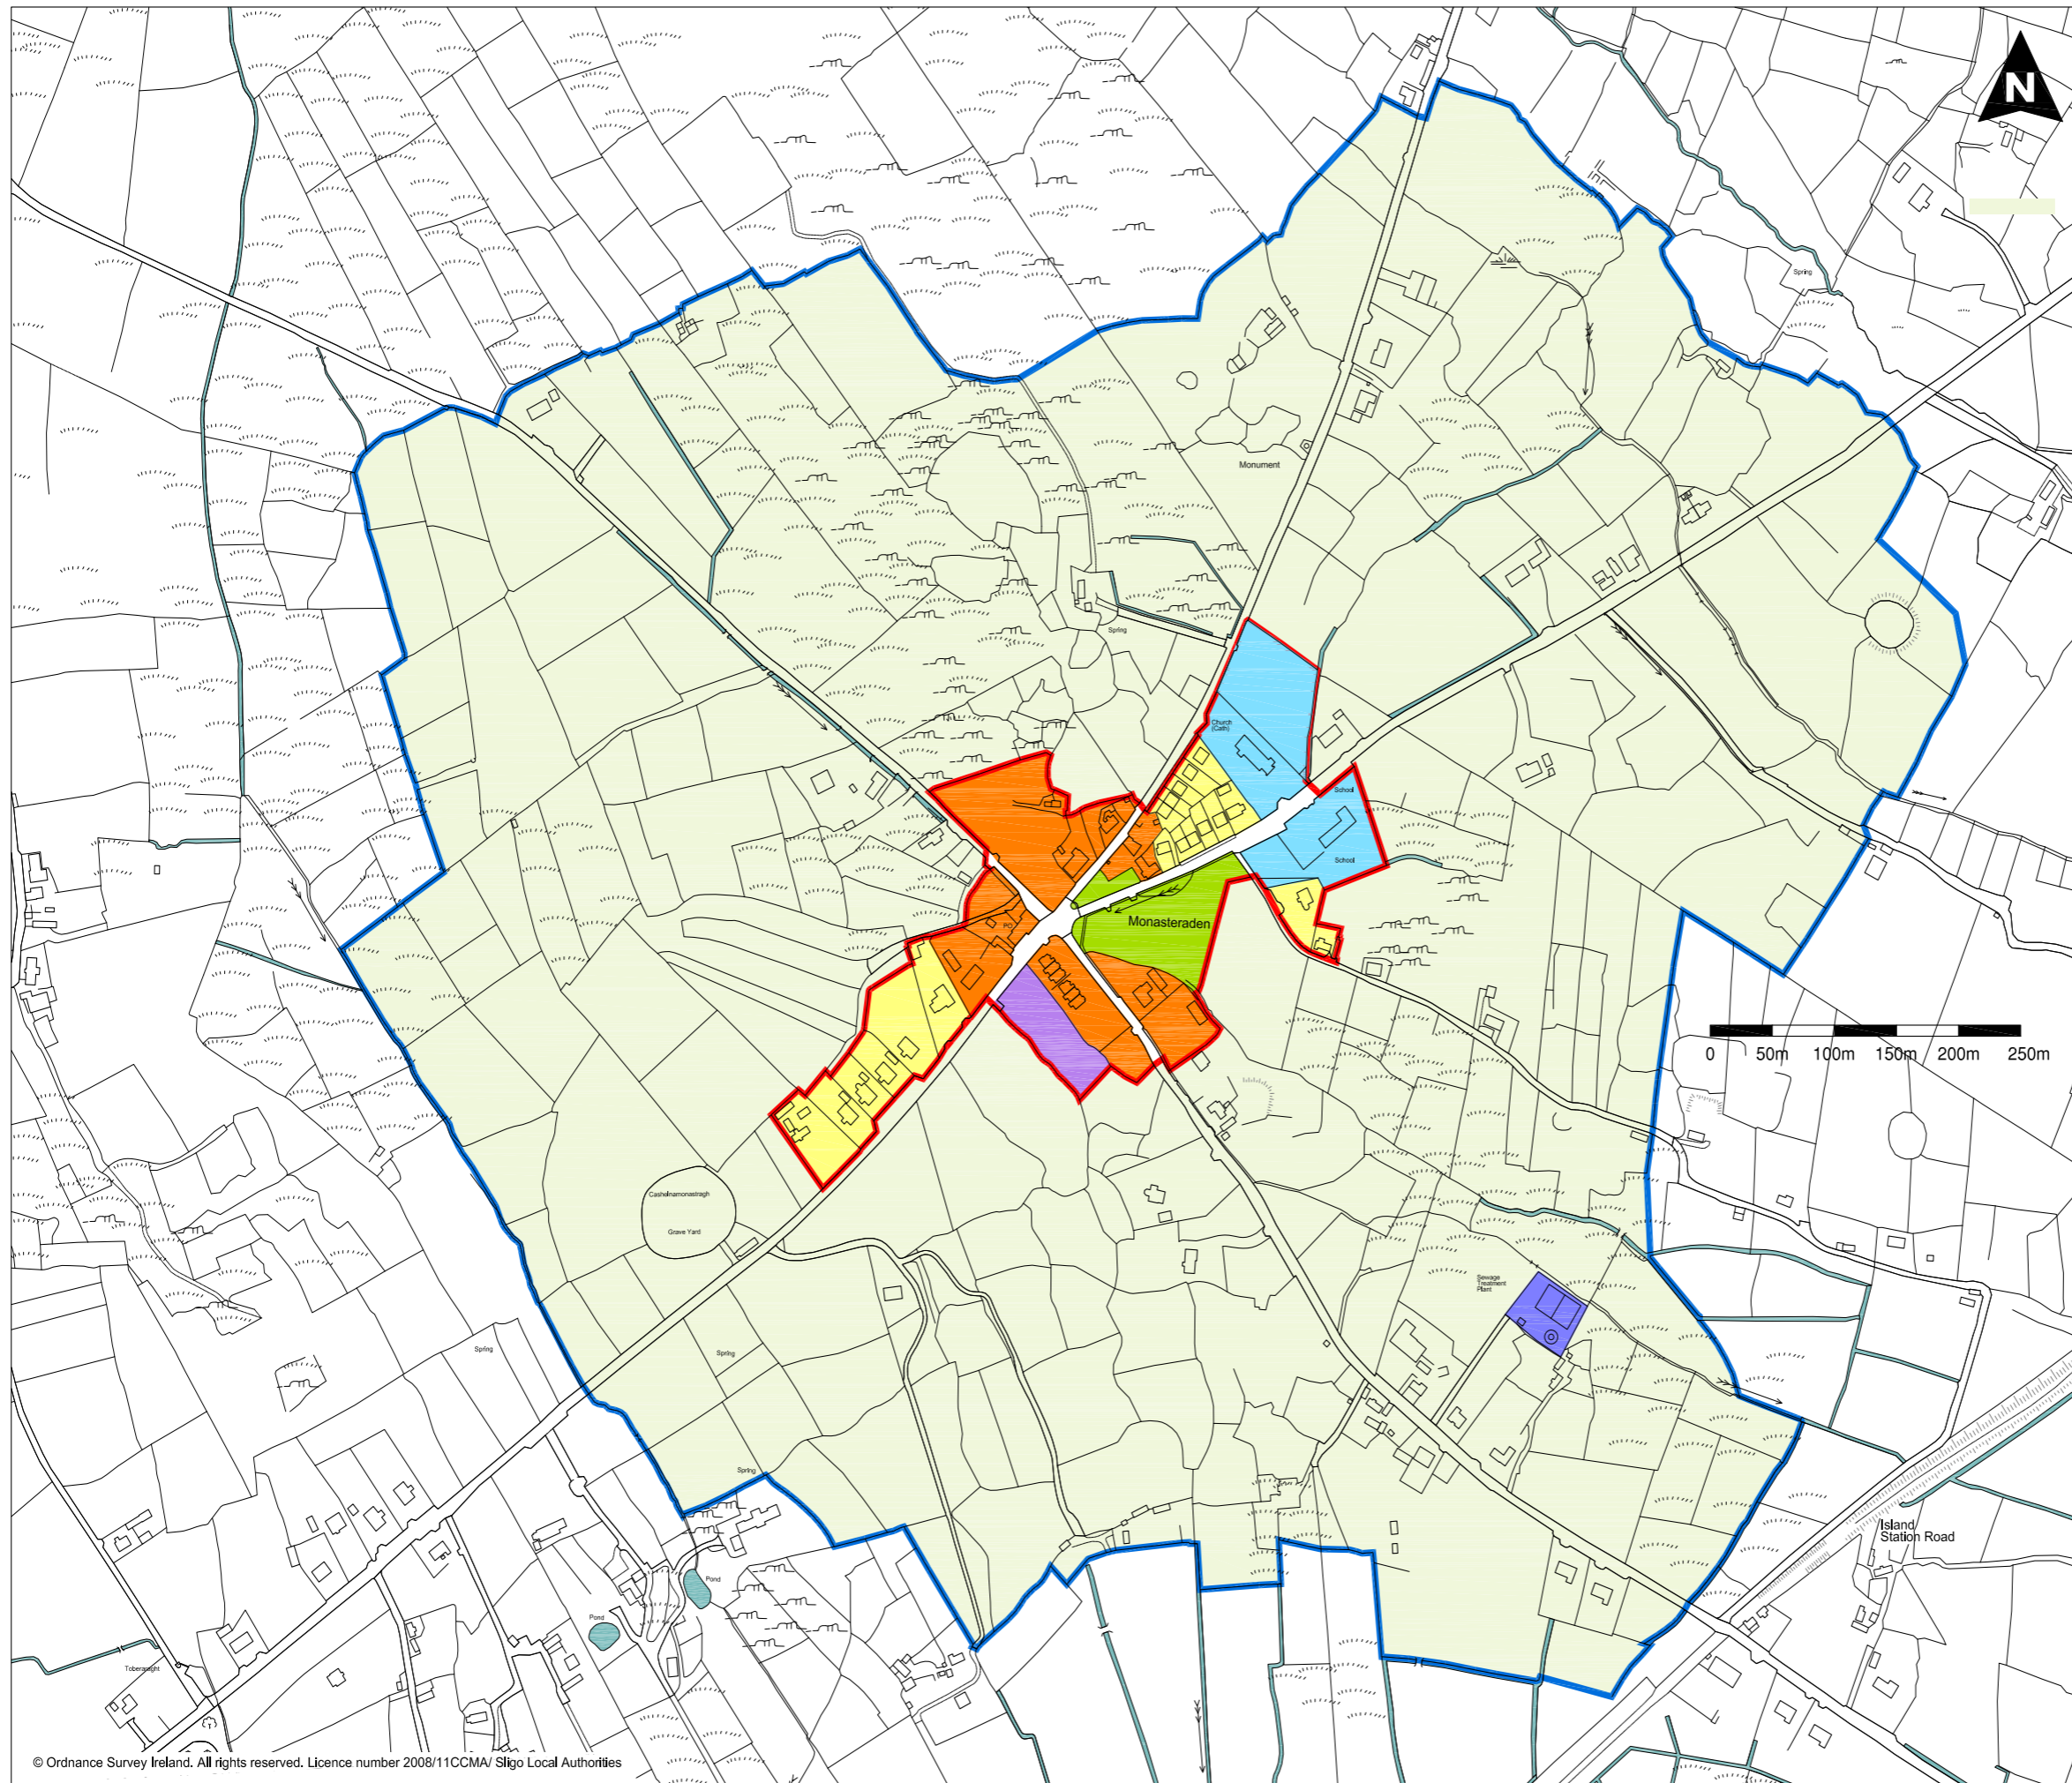 N
Spring
Monument
Spring
Church
(Cath)
School
School
PO
Monasteraden
0 50m 100m 150m 200m 250m
Cashelnamonastragh
Grave Yard
Sewage
Treatment
Plant
Spring
Spring
Spring
Island
Station Road
Pond
Pond
Toberaraght
© Ordnance Survey Ireland. All rights reserved. Licence number 2008/11CCMA/ Sligo Local Authorities